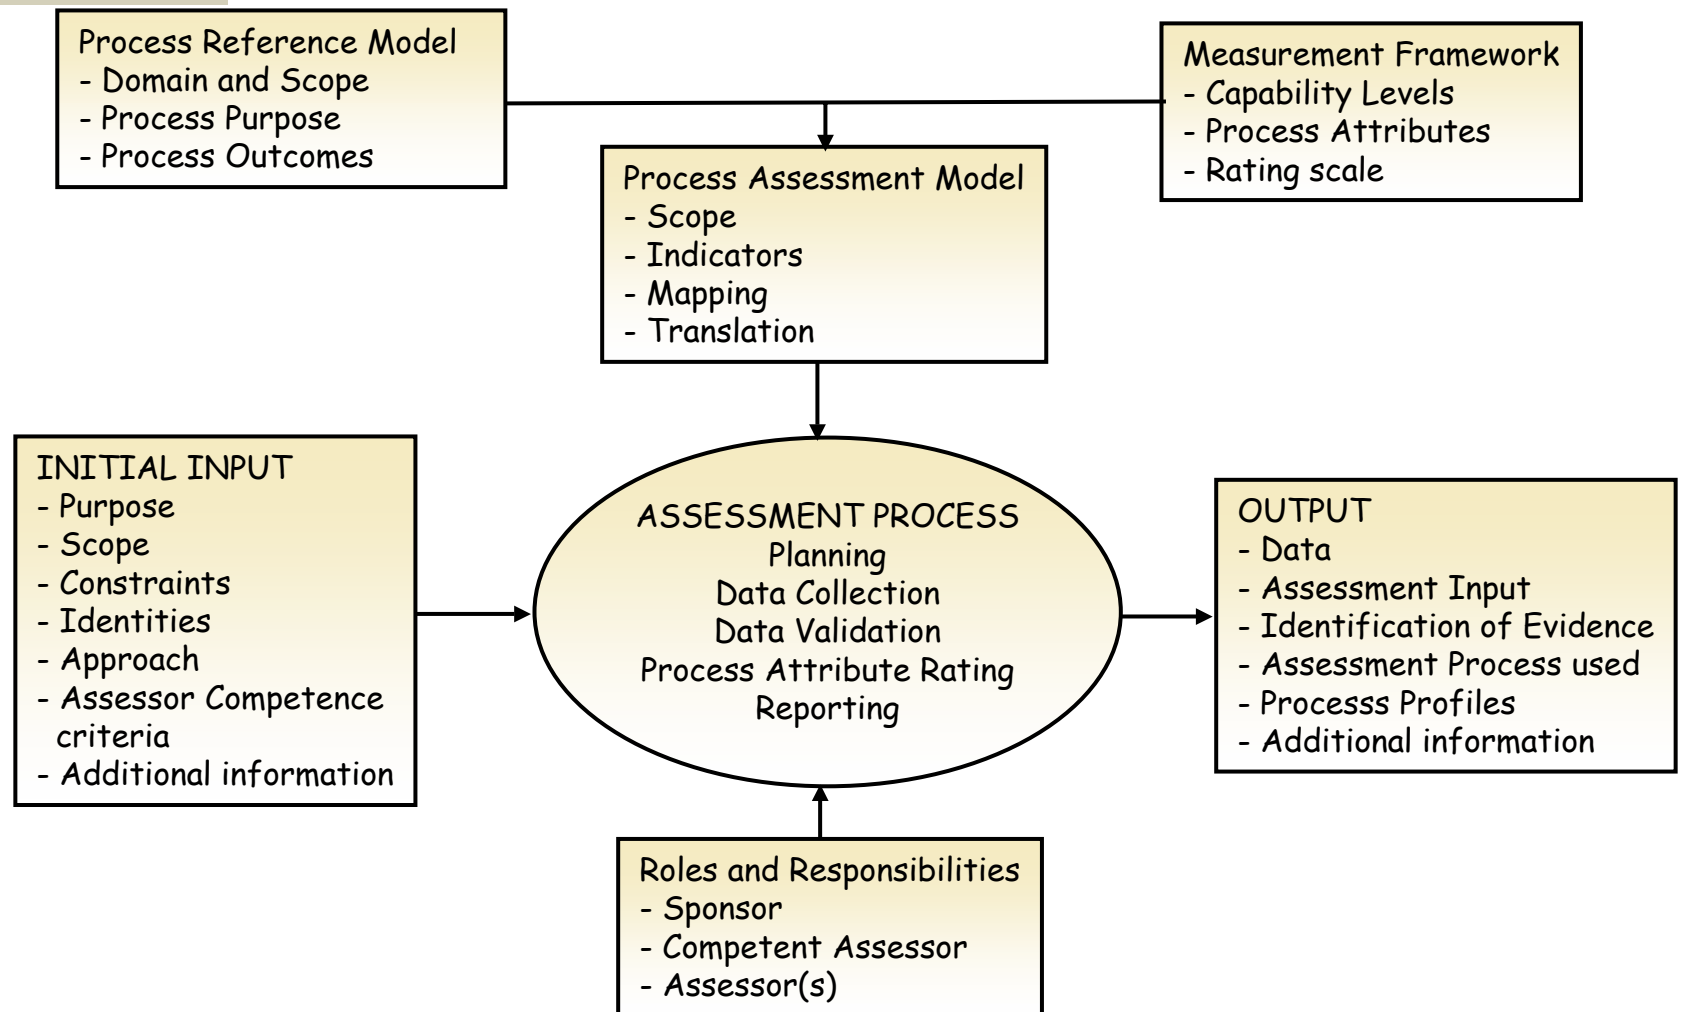 Process Reference Model
- Domain and Scope
- Process Purpose
- Process Outcomes
Measurement Framework
- Capability Levels
- Process Attributes
- Rating scale
Process Assessment Model
- Scope
- Indicators
- Mapping
- Translation
INITIAL INPUT
- Purpose
- Scope
- Constraints
- Identities
- Approach
- Assessor Competence
criteria
- Additional information
ASSESSMENT PROCESS
Planning
Data Collection
Data Validation
Process Attribute Rating
Reporting
OUTPUT
- Data
- Assessment Input
- Identification of Evidence
- Assessment Process used
- Processs Profiles
- Additional information
Roles and Responsibilities
- Sponsor
- Competent Assessor
- Assessor(s)